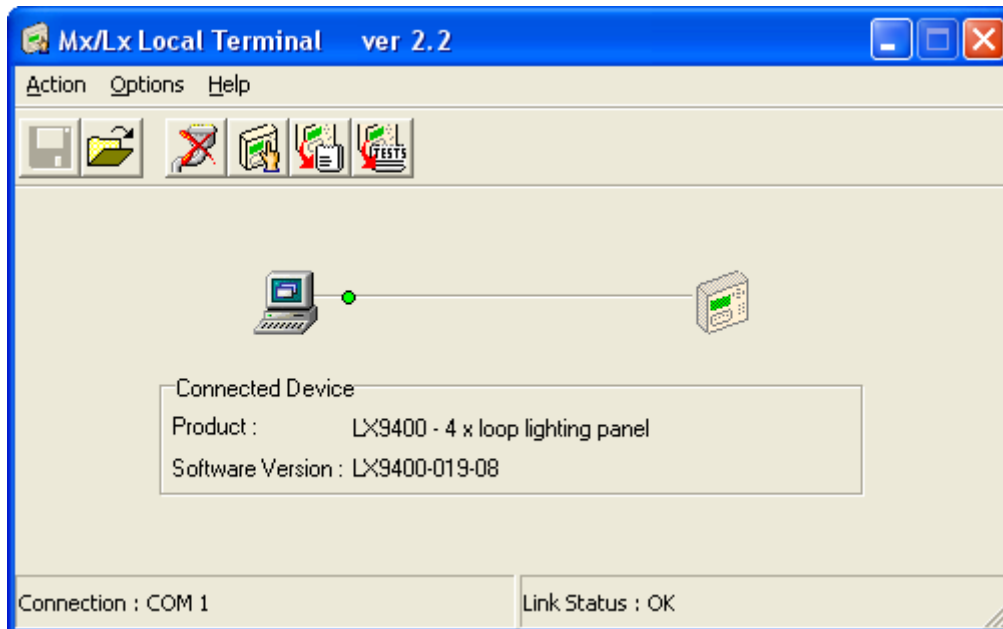 Mx/Lx Local Terminal ver 2.2
Action Options Help
TESTS
Connected Device
Product : LX9400 - 4 x loop lighting panel
Software Version : LX9400-019-08
Connection : COM 1 Link Status : OK